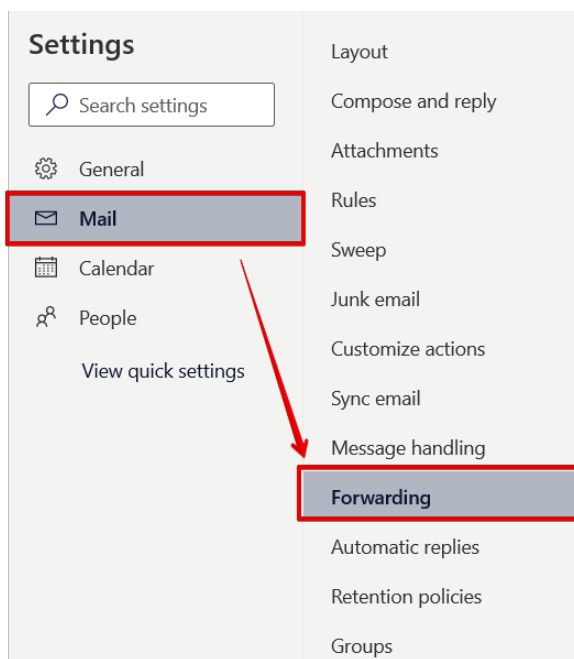 Settings
Search settings
General
Mail
Calendar
People
View quick settings
Layout
Compose and reply
Attachments
Rules
Sweep
Junk email
Customize actions
Sync email
Message handling
Forwarding
Automatic replies
Retention policies
Groups